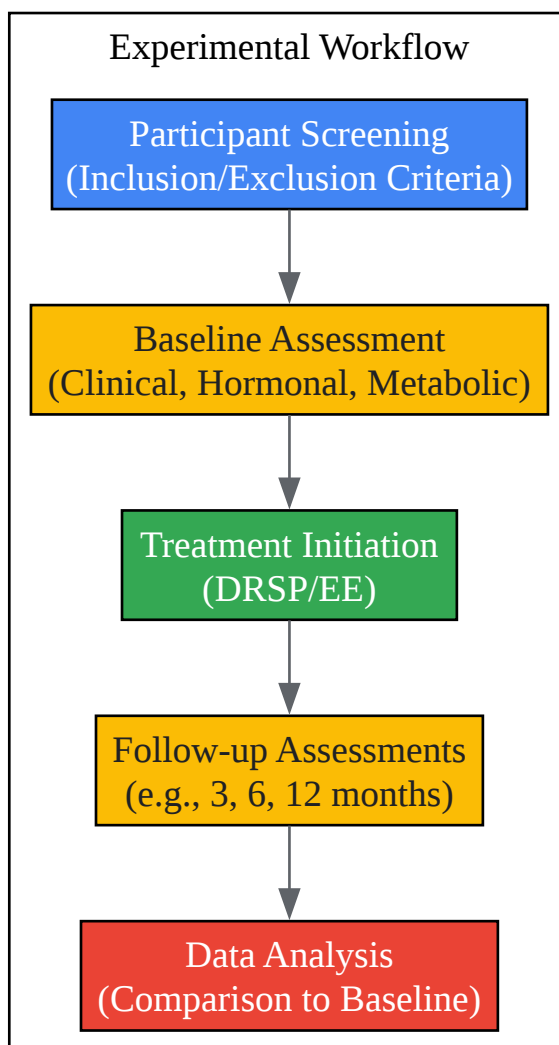 Experimental Workflow
Participant Screening
(Inclusion/Exclusion Criteria)
Baseline Assessment
(Clinical, Hormonal, Metabolic)
Treatment Initiation
(DRSP/EE)
Follow-up Assessments
(e.g., 3, 6, 12 months)
Data Analysis
(Comparison to Baseline)